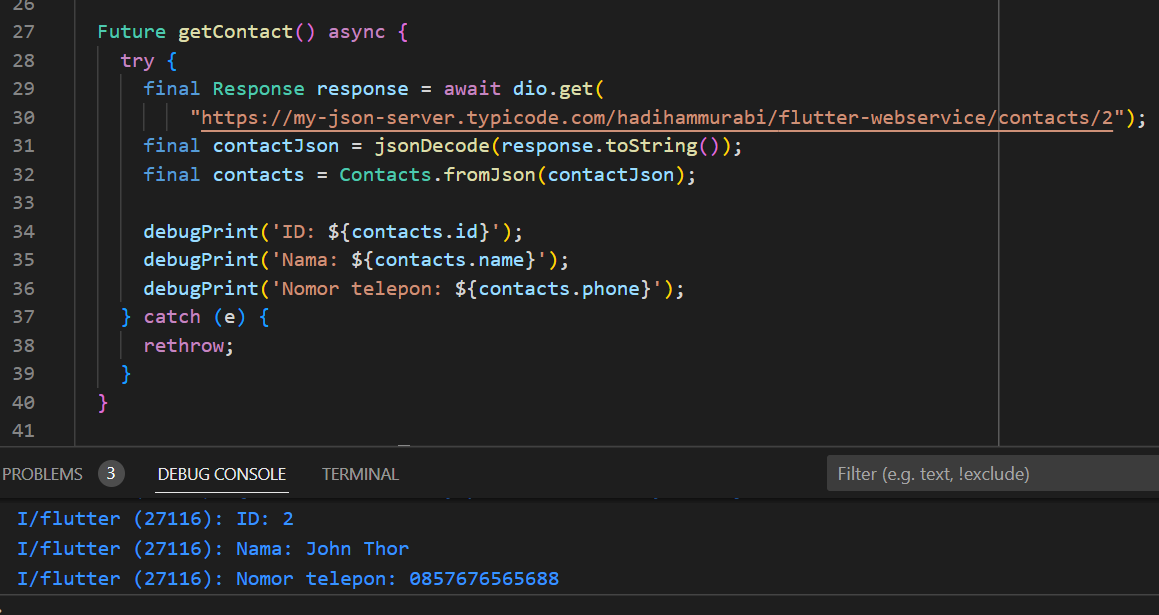 26
27 Future getContact() async {
28 try {
29 final Response response = await dio.get(
30 "https://my-json-server.typicode.com/hadihammurabi/flutter-webservice/contacts/2");
31 final contactJson = jsonDecode(response.toString());
32 final contacts = Contacts.fromJson(contactJson);
33
34 debugPrint('ID: ${contacts.id}');
35 debugPrint('Nama: ${contacts.name}');
36 debugPrint('Nomor telepon: ${contacts.phone}');
37 } catch (e) {
38 rethrow;
39 }
40 }
41
PROBLEMS 3 DEBUG CONSOLE TERMINAL Filter (e.g. text, !exclude)
I/flutter (27116): ID: 2
I/flutter (27116): Nama: John Thor
I/flutter (27116): Nomor telepon: 0857676565688